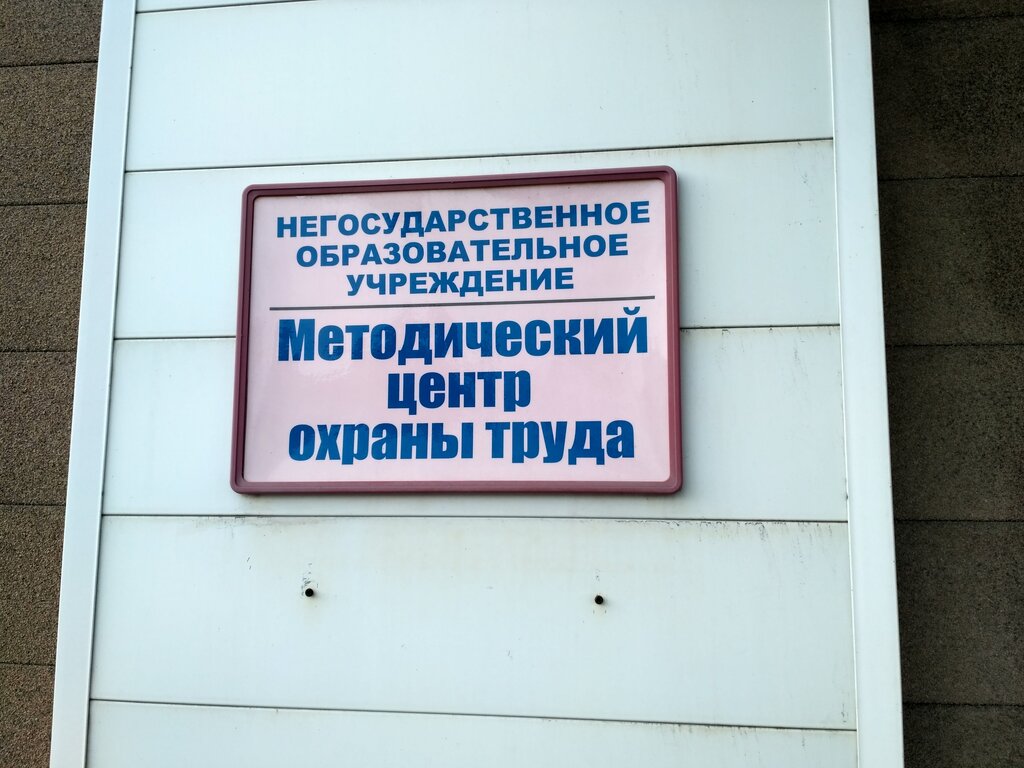 НЕГОСУДАРСТВЕННОЕ
ОБРАЗОВАТЕЛЬНОЕ
УЧРЕЖДЕНИЕ
Методический
центр
охраны труда